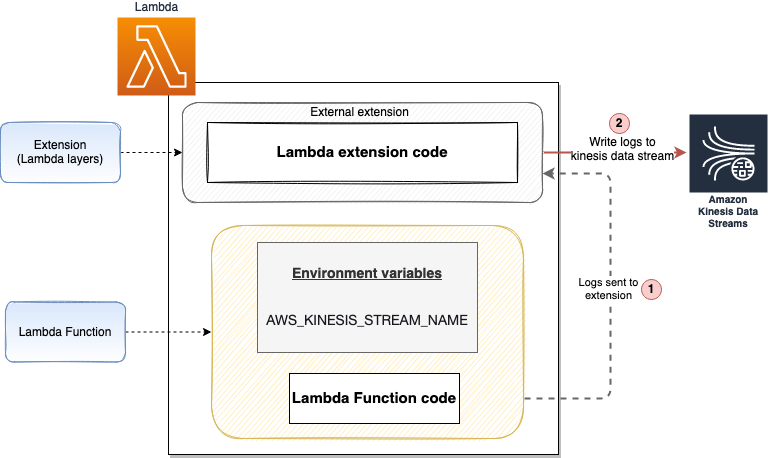 Lambda
External extension
Lambda extension code
Extension
(Lambda layers)
2
Write logs to
kinesis data stream
Amazon
Kinesis Data
Streams
Environment variables
AWS_KINESIS_STREAM_NAME
Logs sent to
extension
1
Lambda Function
Lambda Function code